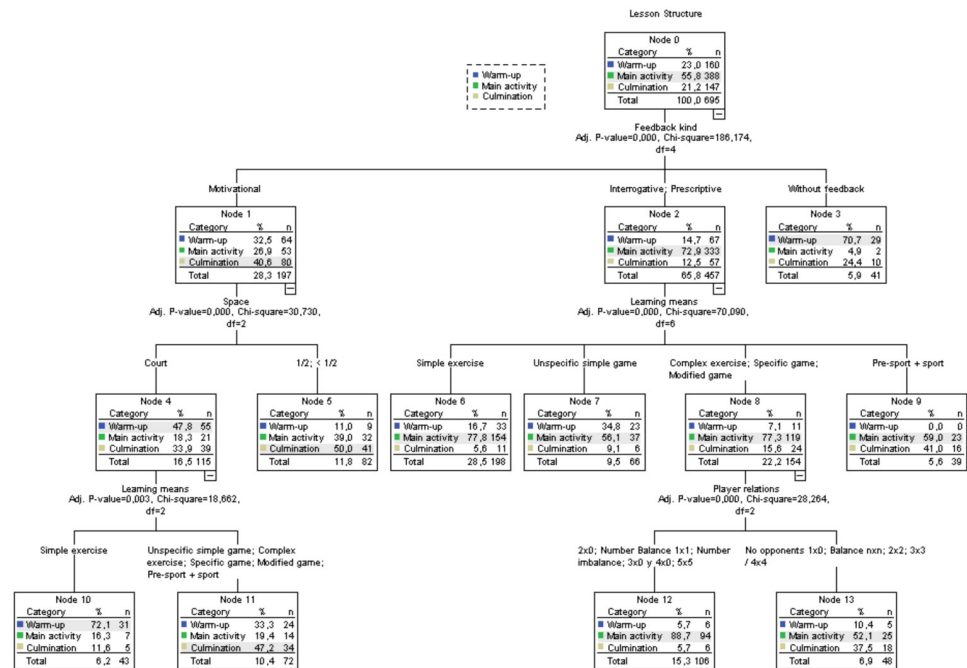 Lesson Structure
Warm-up
Main activity
Culmination
Node 0
Category % n
Warm-up 23,0 160
Main activity 55,8 388
Culmination 21,2 147
Total 100,0 695
Feedback kind
Adj. P-value=0,000, Chi-square=186,174,
df=4
Motivational
Interrogative; Prescriptive
Without feedback
Node 1
Category % n
Warm-up 32,5 64
Main activity 26,9 53
Culmination 40,6 80
Total 28,3 197
Node 2
Category % n
Warm-up 14,7 67
Main activity 72,9 333
Culmination 12,5 57
Total 65,8 457
Node 3
Category % n
Warm-up 70,7 29
Main activity 4,9 2
Culmination 24,4 10
Total 5,9 41
Space
Adj. P-value=0,000, Chi-square=30,730,
df=2
Learning means
Adj. P-value=0,000, Chi-square=70,090,
df=6
Court
1/2; < 1/2
Simple exercise
Unspecific simple game
Complex exercise; Specific game;
Modified game
Pre-sport + sport
Node 4
Category % n
Warm-up 47,8 55
Main activity 18,3 21
Culmination 33,9 39
Total 16,5 115
Node 5
Category % n
Warm-up 11,0 9
Main activity 39,0 32
Culmination 50,0 41
Total 11,8 82
Node 6
Category % n
Warm-up 16,7 33
Main activity 77,8 154
Culmination 5,6 11
Total 28,5 198
Node 7
Category % n
Warm-up 34,8 23
Main activity 56,1 37
Culmination 9,1 6
Total 9,5 66
Node 8
Category % n
Warm-up 7,1 11
Main activity 77,3 119
Culmination 15,6 24
Total 22,2 154
Node 9
Category % n
Warm-up 0,0 0
Main activity 59,0 23
Culmination 41,0 16
Total 5,6 39
Learning means
Adj. P-value=0,003, Chi-square=18,662,
df=2
Player relations
Adj. P-value=0,000, Chi-square=28,264,
df=2
Simple exercise
Unspecific simple game; Complex
exercise; Specific game; Modified game;
Pre-sport + sport
2x0; Number Balance 1x1; Number
imbalance; 3x0 y 4x0; 5x5
No opponents 1x0; Balance nxn; 2x2; 3x3
/ 4x4
Node 10
Category % n
Warm-up 72,1 31
Main activity 16,3 7
Culmination 11,6 5
Total 6,2 43
Node 11
Category % n
Warm-up 33,3 24
Main activity 19,4 14
Culmination 47,2 34
Total 10,4 72
Node 12
Category % n
Warm-up 5,7 6
Main activity 88,7 94
Culmination 5,7 6
Total 15,3 106
Node 13
Category % n
Warm-up 10,4 5
Main activity 52,1 25
Culmination 37,5 18
Total 6,9 48